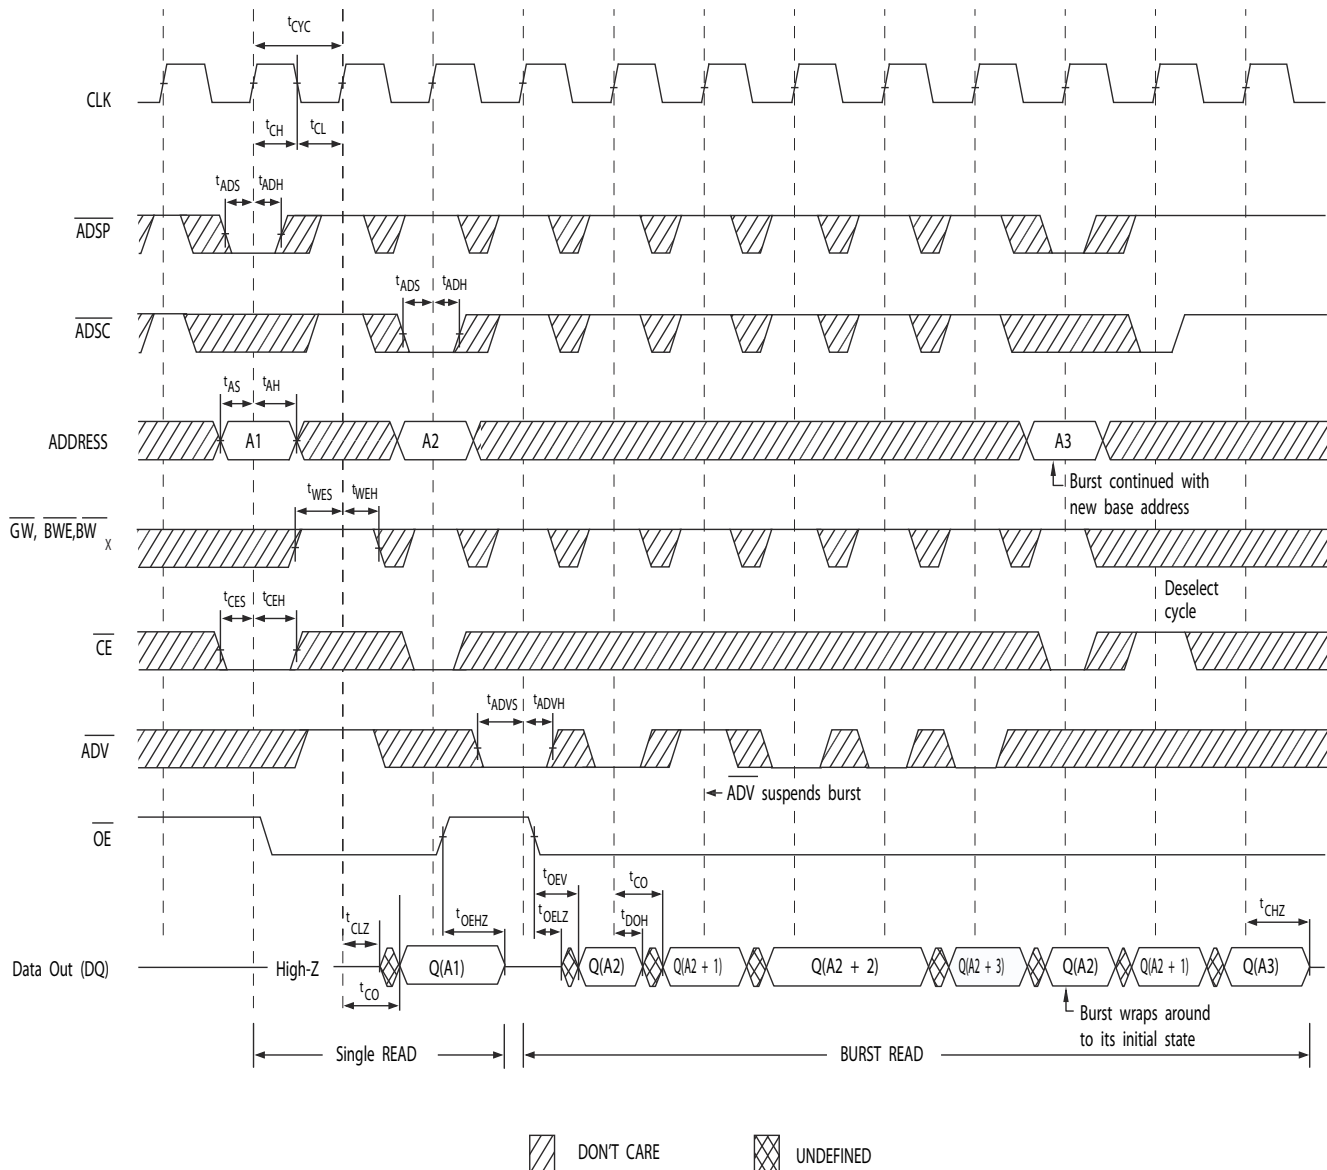 tCYC
CLK
tCH
tCL
tADS
tADH
ADSP
tADS
tADH
ADSC
tAS
tAH
ADDRESS
A1
A2
A3
Burst continued with
new base address
tWES
tWEH
GW, BWE,BW X
Deselect
cycle
tCES
tCEH
CE
tADVS
tADVH
ADV
ADV suspends burst
OE
tOEV
tCO
tCLZ
tOEHZ
tOELZ
tDOH
tCHZ
Data Out (DQ)
High-Z
Q(A1)
Q(A2)
Q(A2 + 1)
Q(A2 + 2)
Q(A2 + 3)
Q(A2)
Q(A2 + 1)
Q(A3)
tCO
Burst wraps around
to its initial state
Single READ
BURST READ
DON'T CARE
UNDEFINED